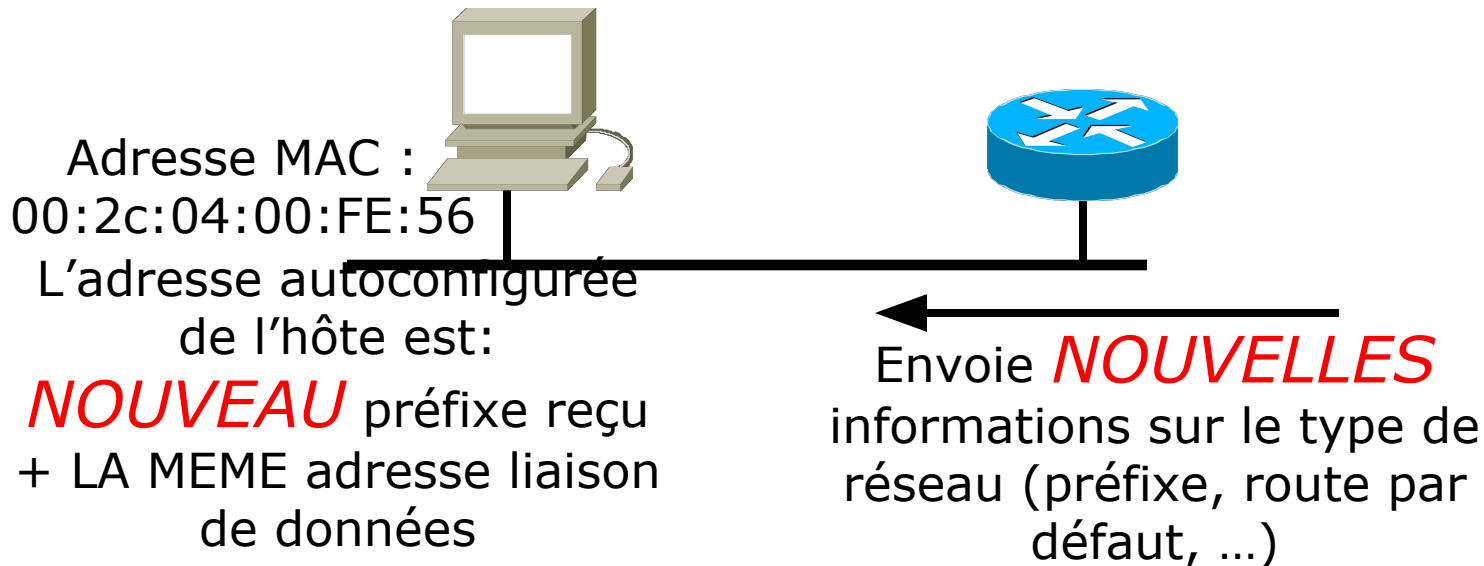 Adresse MAC :
00:2c:04:00:FE:56
L’adresse autoconfigurée
de l’hôte est:
NOUVEAU préfixe reçu
+ LA MEME adresse liaison
de données
Envoie NOUVELLES
informations sur le type de
réseau (préfixe, route par
défaut, …)